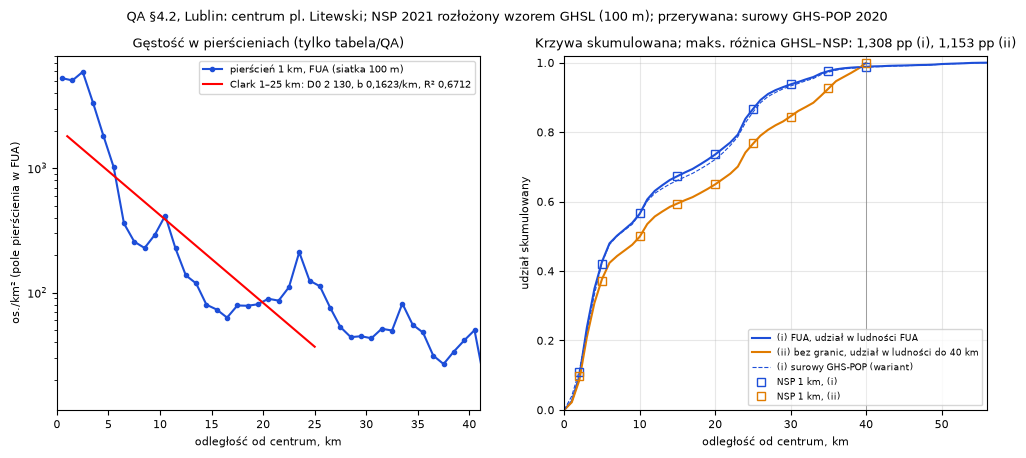 QA §4.2, Lublin: centrum pl. Litewski; NSP 2021 rozłożony wzorem GHSL (100 m); przerywana: surowy GHS-POP 2020
Gęstość w pierścieniach (tylko tabela/QA)
os./km² (pole pierścienia w FUA)
10³
10²
pierścień 1 km, FUA (siatka 100 m)
Clark 1–25 km: D0 2 130, b 0,1623/km, R² 0,6712
0 5 10 15 20 25 30 35 40
odległość od centrum, km
Krzywa skumulowana; maks. różnica GHSL–NSP: 1,308 pp (i), 1,153 pp (ii)
udział skumulowany
1.0
0.8
0.6
0.4
0.2
0.0
(i) FUA, udział w ludności FUA
(ii) bez granic, udział w ludności do 40 km
(i) surowy GHS-POP (wariant)
NSP 1 km, (i)
NSP 1 km, (ii)
0 10 20 30 40 50
odległość od centrum, km